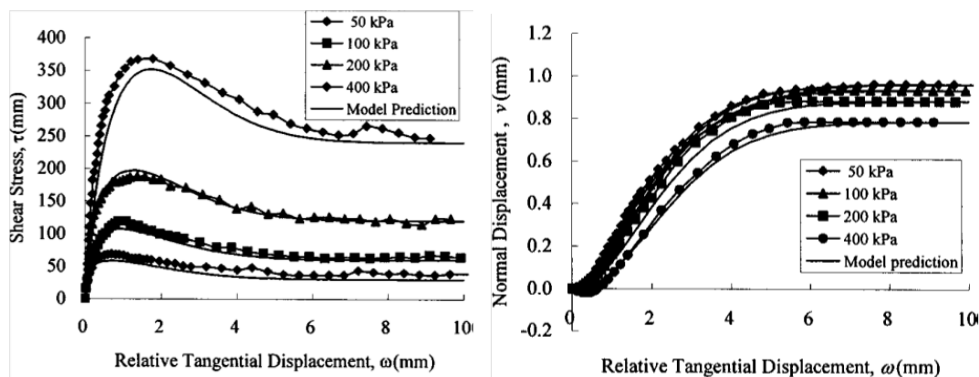 400
350
300
250
200
150
100
50
0
Shear Stress, τ(mm)
50 kPa
100 kPa
200 kPa
400 kPa
Model Prediction
0 2 4 6 8 10
Relative Tangential Displacement, ω(mm)
1.2
1.0
0.8
0.6
0.4
0.2
0.0
-0.2
Normal Displacement , v (mm)
50 kPa
100 kPa
200 kPa
400 kPa
Model prediction
0 2 4 6 8 10
Relative Tangential Displacement, ω(mm)